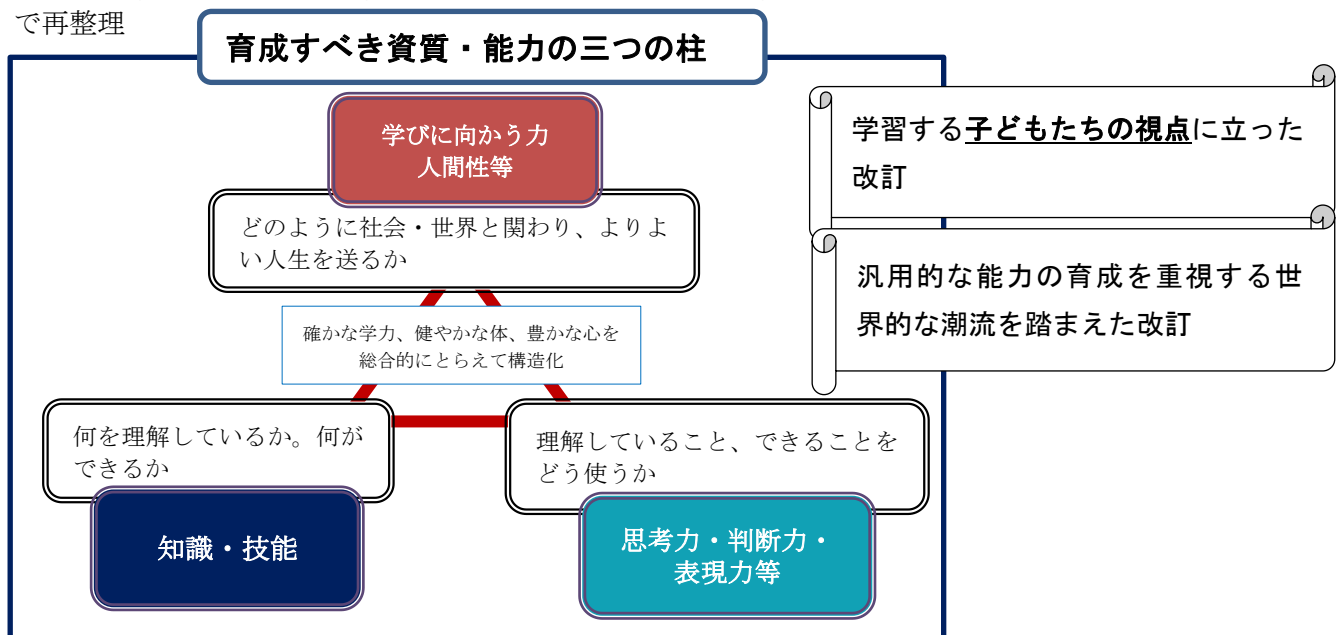 で再整理
育成すべき資質・能力の三つの柱
学びに向かう力
人間性等
どのように社会・世界と関わり、よりよ
い人生を送るか
確かな学力、健やかな体、豊かな心を
総合的にとらえて構造化
何を理解しているか。何が
できるか
知識・技能
理解していること、できることを
どう使うか
思考力・判断力・
表現力等
学習する子どもたちの視点に立った
改訂
汎用的な能力の育成を重視する世
界的な潮流を踏まえた改訂